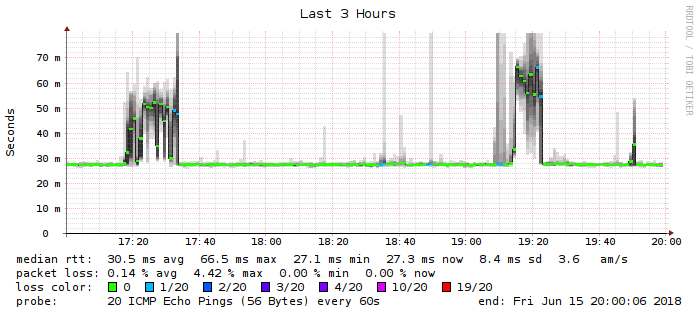 Last 3 Hours
RRDTOOL / TOBI OETIKER
Seconds
70 m
60 m
50 m
40 m
30 m
20 m
10 m
0
17:20 17:40 18:00 18:20 18:40 19:00 19:20 19:40 20:00
median rtt: 30.5 ms avg 66.5 ms max 27.1 ms min 27.3 ms now 8.4 ms sd 3.6 am/s
packet loss: 0.14 % avg 4.42 % max 0.00 % min 0.00 % now
loss color: 0 1/20 2/20 3/20 4/20 10/20 19/20
probe: 20 ICMP Echo Pings (56 Bytes) every 60s end: Fri Jun 15 20:00:06 2018